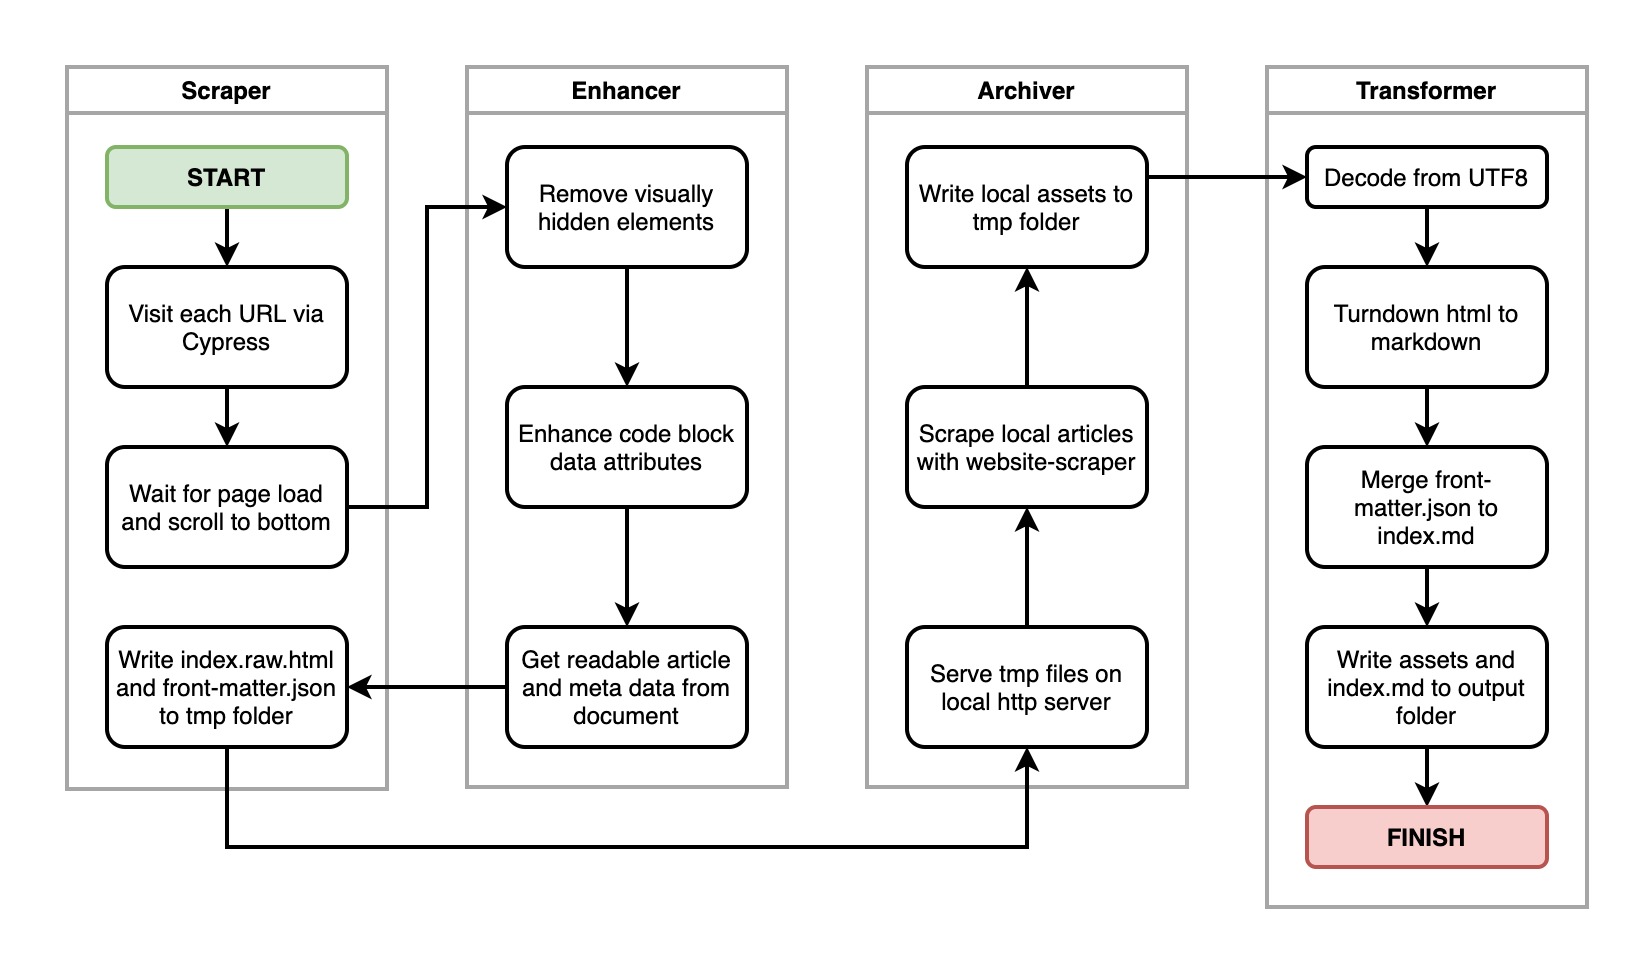 Scraper
START
Visit each URL via
Cypress
Wait for page load
and scroll to bottom
Write index.raw.html
and front-matter.json
to tmp folder
Enhancer
Remove visually
hidden elements
Enhance code block
data attributes
Get readable article
and meta data from
document
Archiver
Write local assets to
tmp folder
Scrape local articles
with website-scraper
Serve tmp files on
local http server
Transformer
Decode from UTF8
Turndown html to
markdown
Merge front-
matter.json to
index.md
Write assets and
index.md to output
folder
FINISH